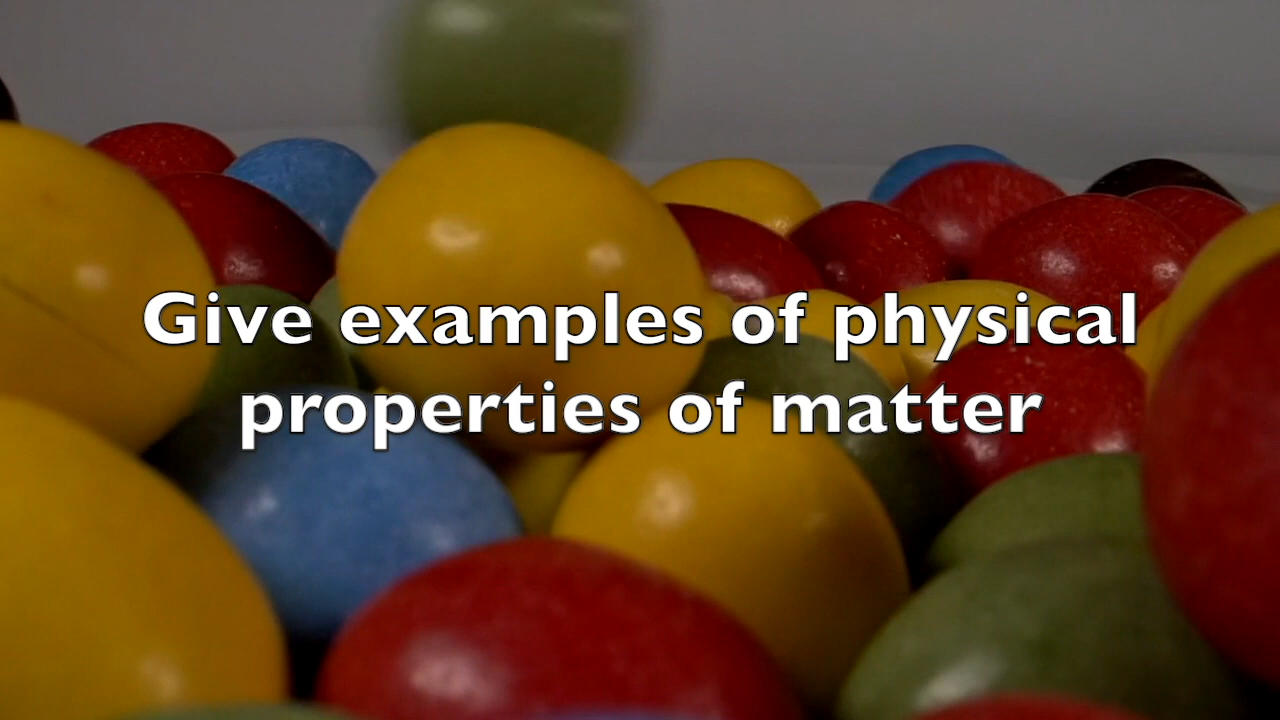 Give examples of physical
properties of matter